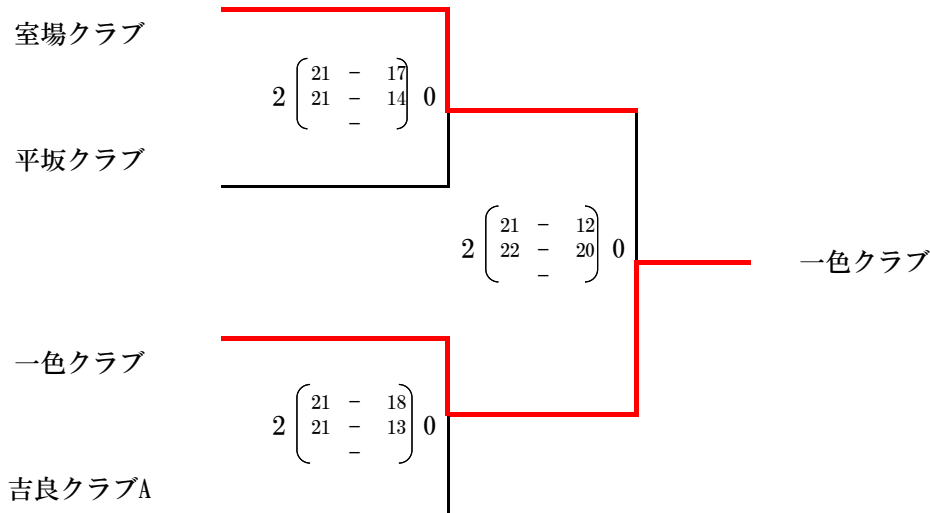 室場クラブ
2 21 － 17 0
21 － 14
－
平坂クラブ
2 21 － 12 0
22 － 20
－
一色クラブ
一色クラブ
2 21 － 18 0
21 － 13
－
吉良クラブA